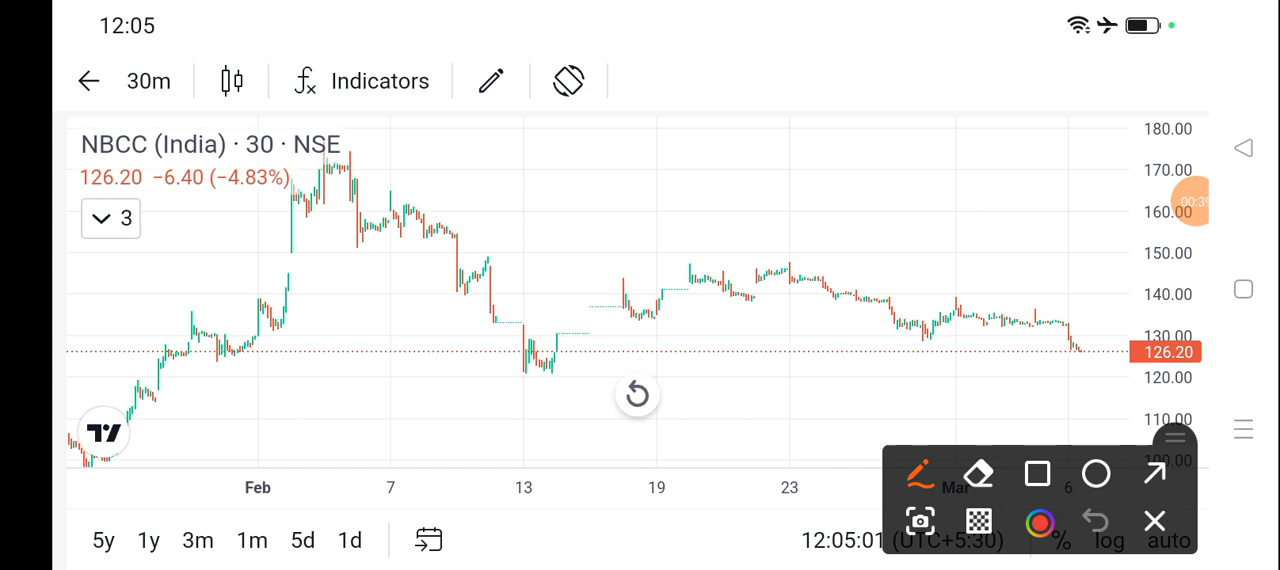 12:05
30m
Indicators
NBCC (India) · 30 · NSE
126.20 −6.40 (−4.83%)
3
180.00
170.00
160.00
150.00
140.00
130.00
126.20
120.00
110.00
100.00
00:39
Feb 7 13 19 23 Mar 6
5y 1y 3m 1m 5d 1d
12:05:01 (UTC+5:30) % log auto